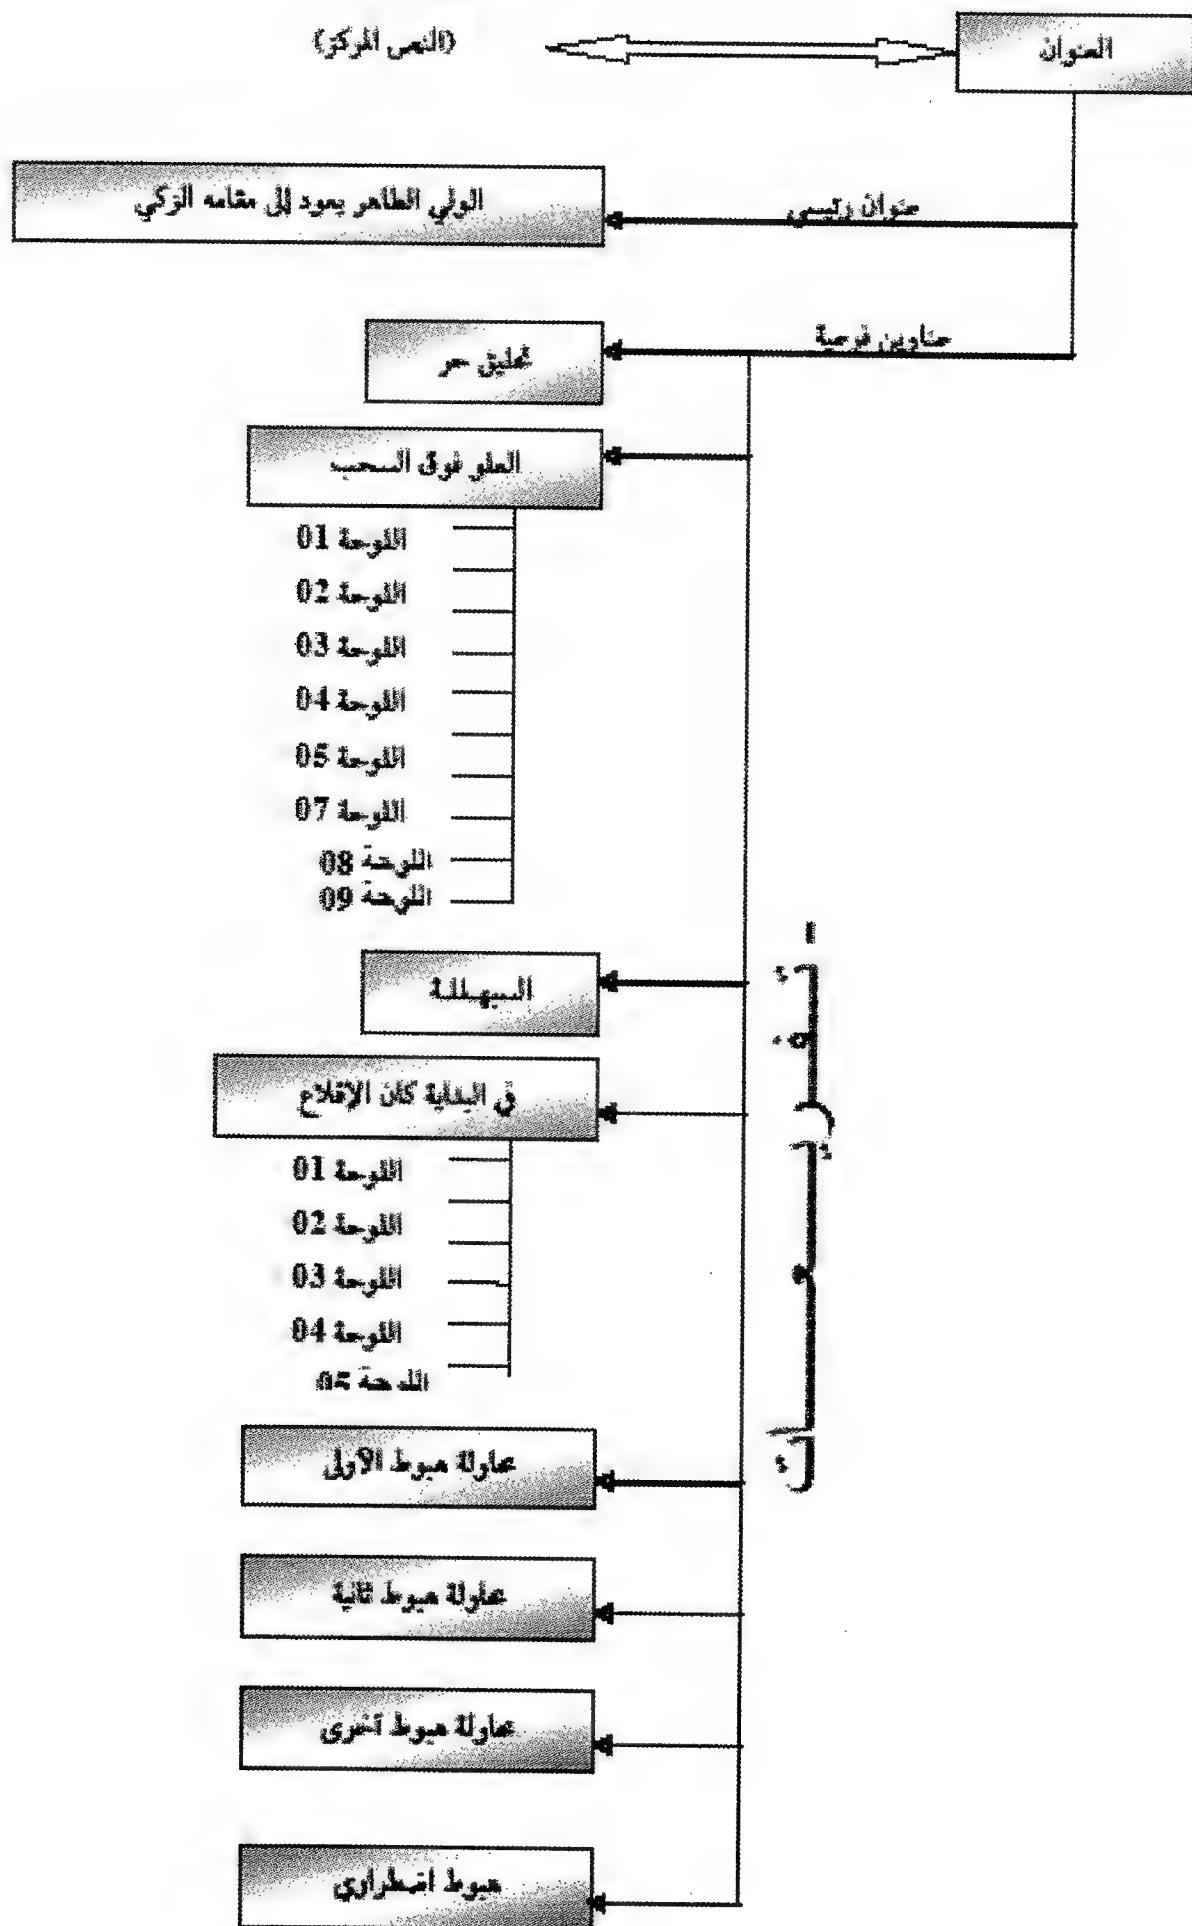 العنوان
(النص المركز)
عنوان رئيسي
الولي الطاهر يعود إلى مقامه الزكي
عناوين فرعية
تحليق حر
العلو فوق السحب
اللوحة 01
اللوحة 02
اللوحة 03
اللوحة 04
اللوحة 05
اللوحة 07
اللوحة 08
اللوحة 09
السبهللة
في البداية كان الإقلاع
اللوحة 01
اللوحة 02
اللوحة 03
اللوحة 04
اللوحة 05
محاولة هبوط الأولى
محاولة هبوط ثانية
محاولة هبوط أخرى
هبوط اضطراري
- تفريعات